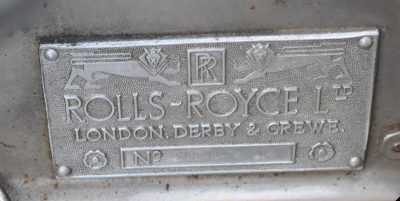 RR
ROLLS-ROYCE LTD
LONDON, DERBY & CREWE.
Nº